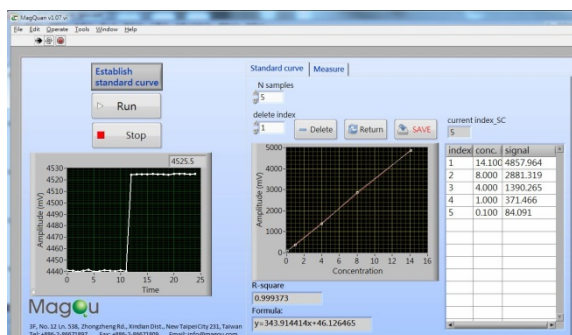 MagQuan v1.07.vi
File Edit Operate Tools Window Help
Establish
standard curve
Run
Stop
4525.5
4530
4520
4510
4500
4490
4480
4470
4460
4450
4440
Amplitude (mV)
0 5 10 15 20 25
Time
MagQu
3F., No. 12 Ln. 538, Zhongzheng Rd., Xindian Dist., New Taipei City 231, Taiwan
Standard curve Measure
N samples
5
delete index
1
Delete Return SAVE
current index_SC
5
5000
4000
3000
2000
1000
0
Amplitude (mV)
0 2 4 6 8 10 12 14 16
Concentration
index conc. signal
1 14.100 4857.964
2 8.000 2881.319
3 4.000 1390.265
4 1.000 371.466
5 0.100 84.091
R-square
0.999373
Formula:
y=343.914414x+46.126465